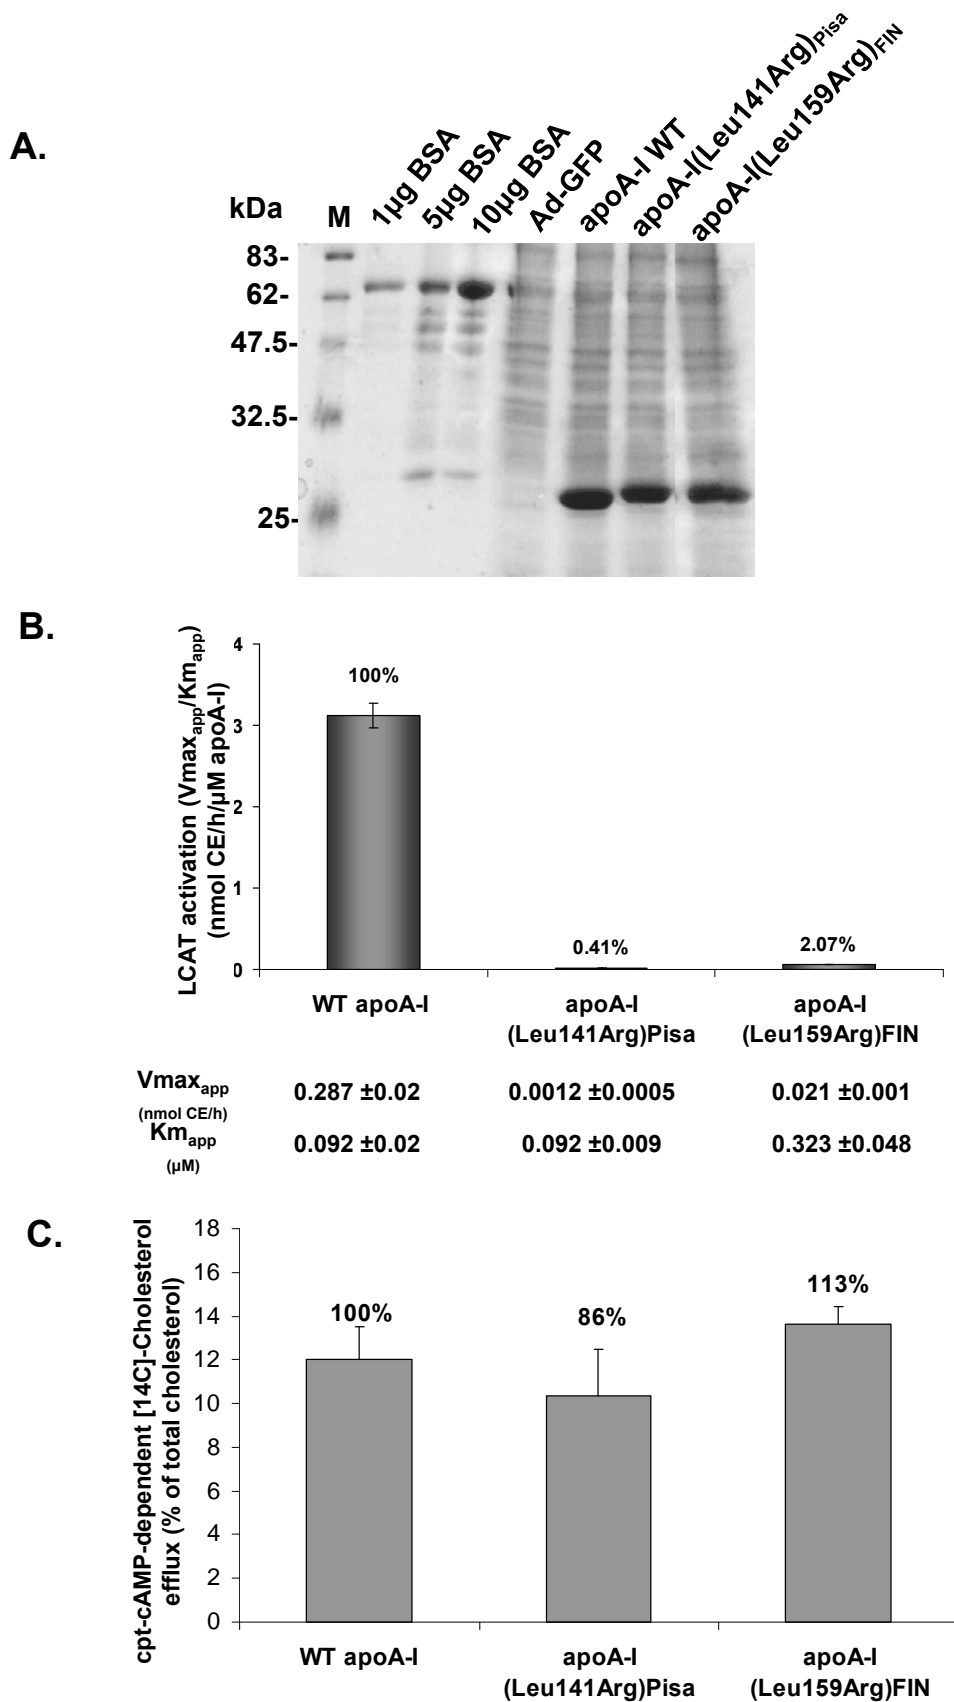 A.
kDa
M
1µg BSA
5µg BSA
10µg BSA
Ad-GFP
apoA-I WT
apoA-I(Leu141Arg)Pisa
apoA-I(Leu159Arg)FIN
83-
62-
47.5-
32.5-
25-
B.
LCAT activation (Vmaxapp/Kmapp)
(nmol CE/h/µM apoA-I)
4
3
2
1
0
100%
0.41%
2.07%
WT apoA-I
apoA-I
(Leu141Arg)Pisa
apoA-I
(Leu159Arg)FIN
Vmaxapp
(nmol CE/h)
0.287 ±0.02
0.0012 ±0.0005
0.021 ±0.001
Kmapp
(µM)
0.092 ±0.02
0.092 ±0.009
0.323 ±0.048
C.
cpt-cAMP-dependent [14C]-Cholesterol
efflux (% of total cholesterol)
18
16
14
12
10
8
6
4
2
0
100%
86%
113%
WT apoA-I
apoA-I
(Leu141Arg)Pisa
apoA-I
(Leu159Arg)FIN